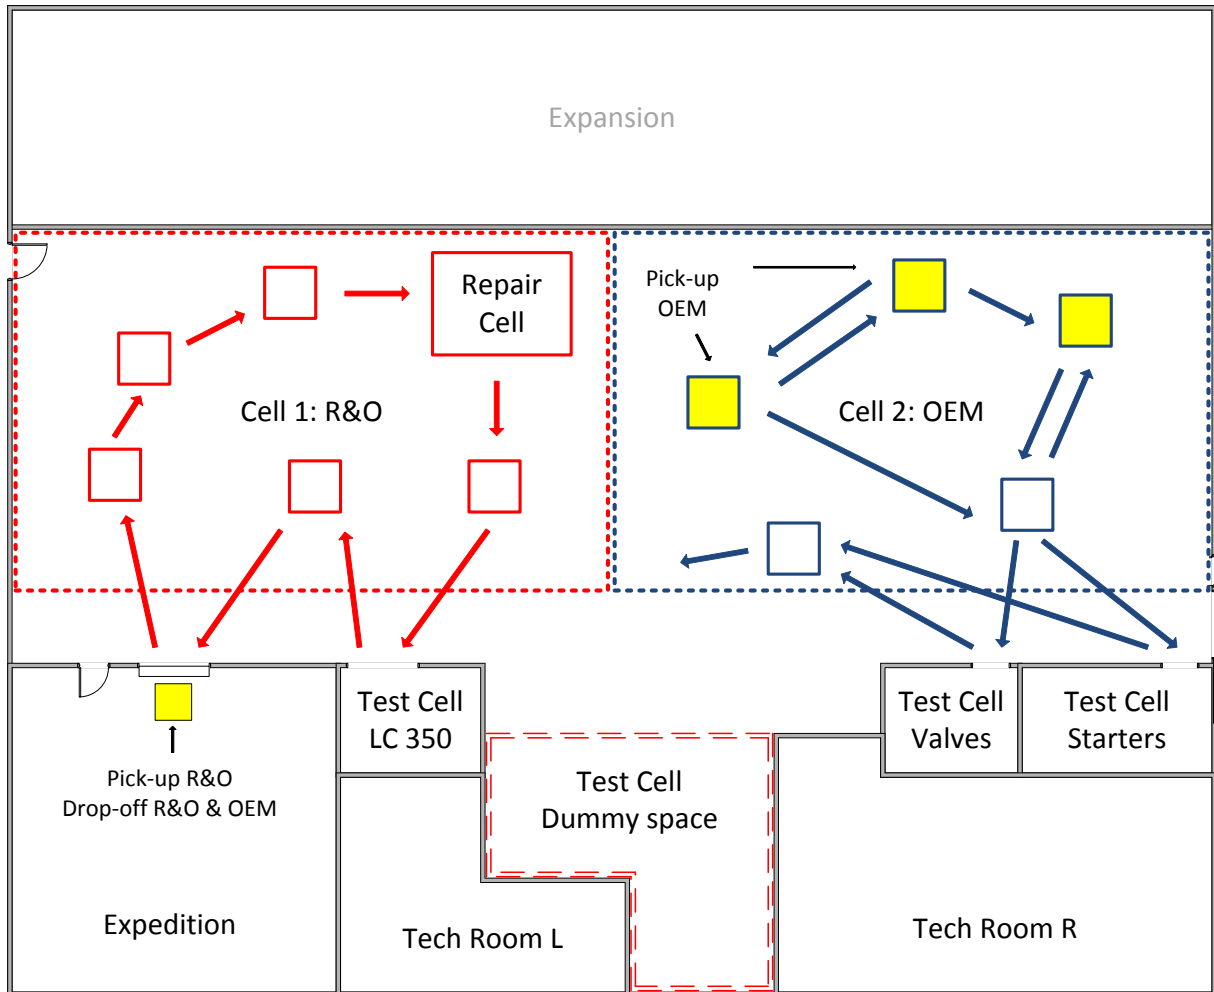 Expansion
Repair
Cell
Pick-up
OEM
Cell 1: R&O
Cell 2: OEM
Test Cell
LC 350
Test Cell
Valves
Test Cell
Starters
Pick-up R&O
Drop-off R&O & OEM
Test Cell
Dummy space
Expedition
Tech Room L
Tech Room R